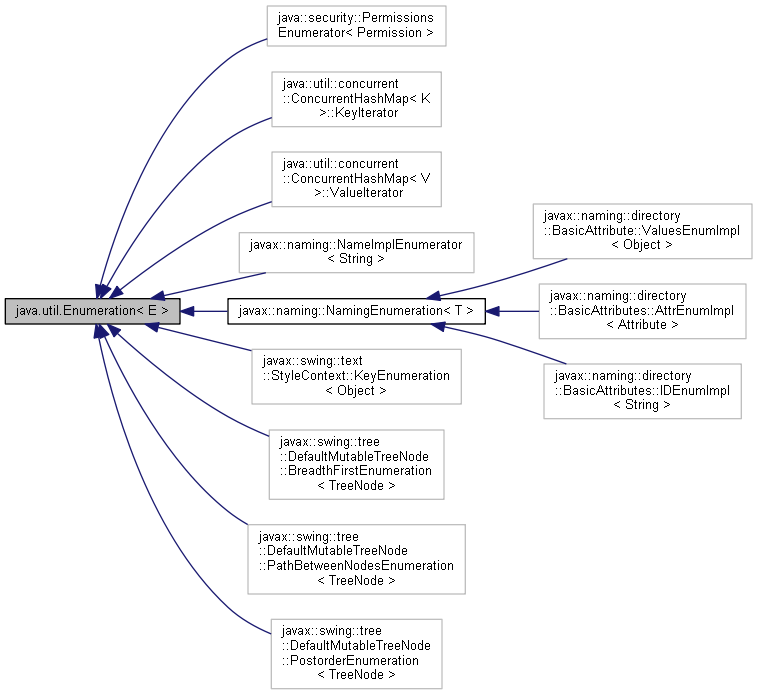 java::security::Permissions
Enumerator< Permission >
java::util::concurrent
::ConcurrentHashMap< K
>::KeyIterator
java::util::concurrent
::ConcurrentHashMap< V
>::ValueIterator
javax::naming::NameImplEnumerator
< String >
java.util.Enumeration< E >
javax::naming::NamingEnumeration< T >
javax::naming::directory
::BasicAttribute::ValuesEnumImpl
< Object >
javax::naming::directory
::BasicAttributes::AttrEnumImpl
< Attribute >
javax::naming::directory
::BasicAttributes::IDEnumImpl
< String >
javax::swing::text
::StyleContext::KeyEnumeration
< Object >
javax::swing::tree
::DefaultMutableTreeNode
::BreadthFirstEnumeration
< TreeNode >
javax::swing::tree
::DefaultMutableTreeNode
::PathBetweenNodesEnumeration
< TreeNode >
javax::swing::tree
::DefaultMutableTreeNode
::PostorderEnumeration
< TreeNode >